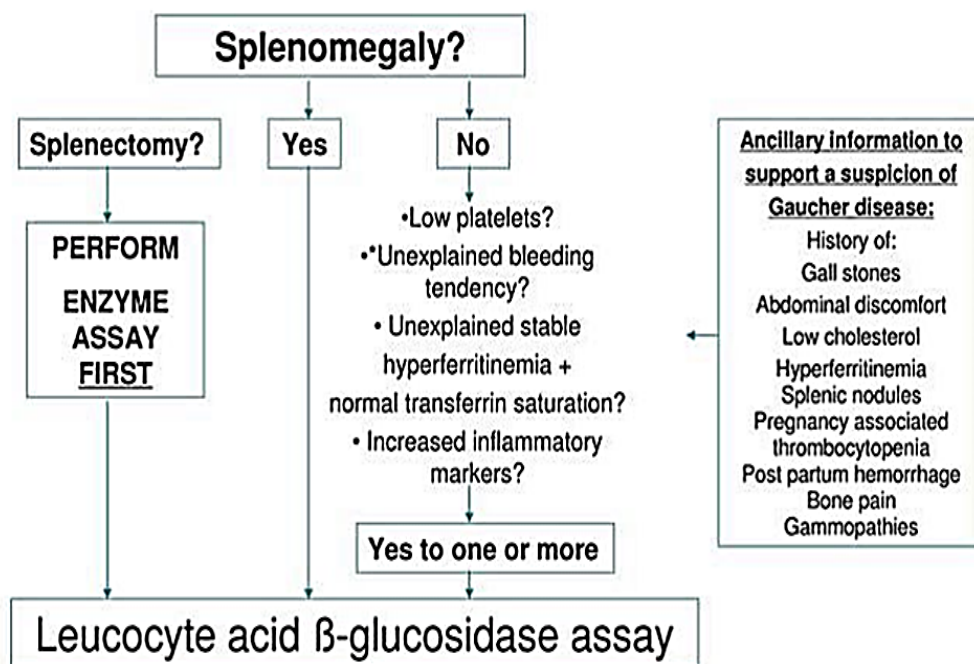 Splenomegaly?
Splenectomy?
Yes
No
PERFORM
ENZYME
ASSAY
FIRST
•Low platelets?
•*Unexplained bleeding
tendency?
• Unexplained stable
hyperferritinemia +
normal transferrin saturation?
• Increased inflammatory
markers?
Yes to one or more
Leucocyte acid ß-glucosidase assay
Ancillary information to
support a suspicion of
Gaucher disease:
History of:
Gall stones
Abdominal discomfort
Low cholesterol
Hyperferritinemia
Splenic nodules
Pregnancy associated
thrombocytopenia
Post partum hemorrhage
Bone pain
Gammopathies